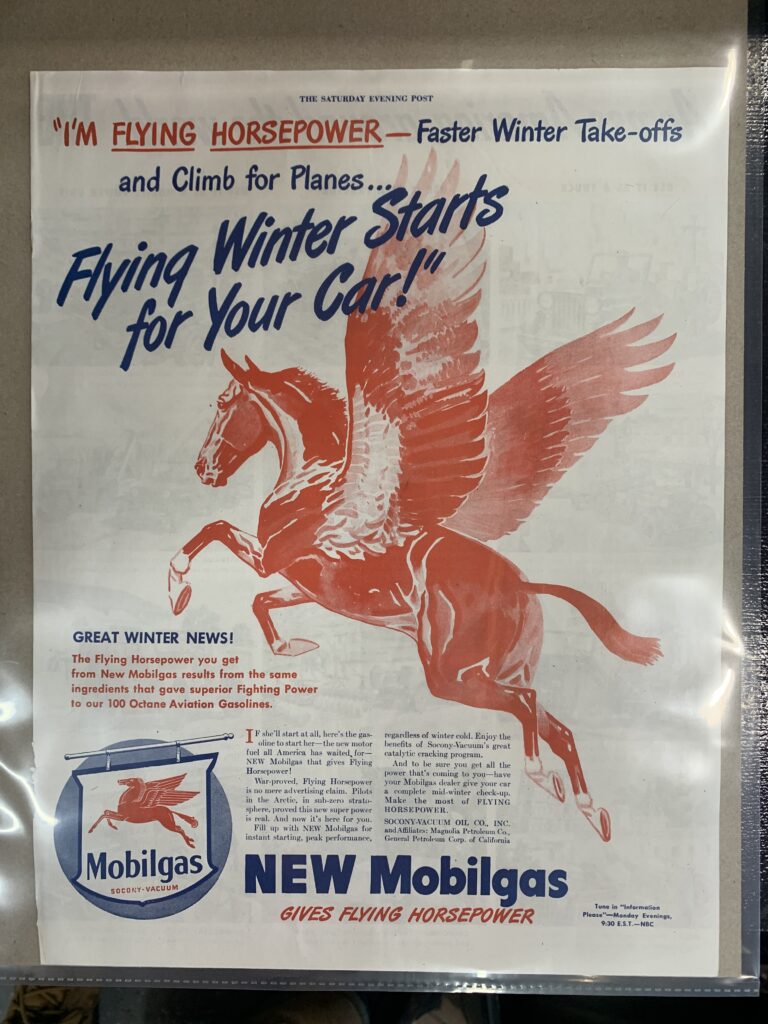 THE SATURDAY EVENING POST
"I'M FLYING HORSEPOWER — Faster Winter Take-offs
and Climb for Planes...
Flying Winter Starts
for Your Car!"
GREAT WINTER NEWS!
The Flying Horsepower you get
from New Mobilgas results from the same
ingredients that gave superior Fighting Power
to our 100 Octane Aviation Gasolines.
IF she'll start at all, here's the gas-
oline to start her—the new motor
fuel all America has waited for—
NEW Mobilgas that gives Flying
Horsepower!
War-proved, Flying Horsepower
is no mere advertising claim. Pilots
in the Arctic, in sub-zero strato-
sphere, proved this new super power
is real. And now it's here for you.
Fill up with NEW Mobilgas for
instant starting, peak performance,
regardless of winter cold. Enjoy the
benefits of Socony-Vacuum's great
catalytic cracking program.
And to be sure you get all the
power that's coming to you—have
your Mobilgas dealer give your car
a complete mid-winter check-up.
Make the most of FLYING
HORSEPOWER.
SOCONY-VACUUM OIL CO., INC.
and Affiliates: Magnolia Petroleum Co.,
General Petroleum Corp. of California
Mobilgas
SOCONY-VACUUM
NEW Mobilgas
GIVES FLYING HORSEPOWER
Tune in "Information
Please"—Monday Evenings,
9:30 E.S.T.—NBC